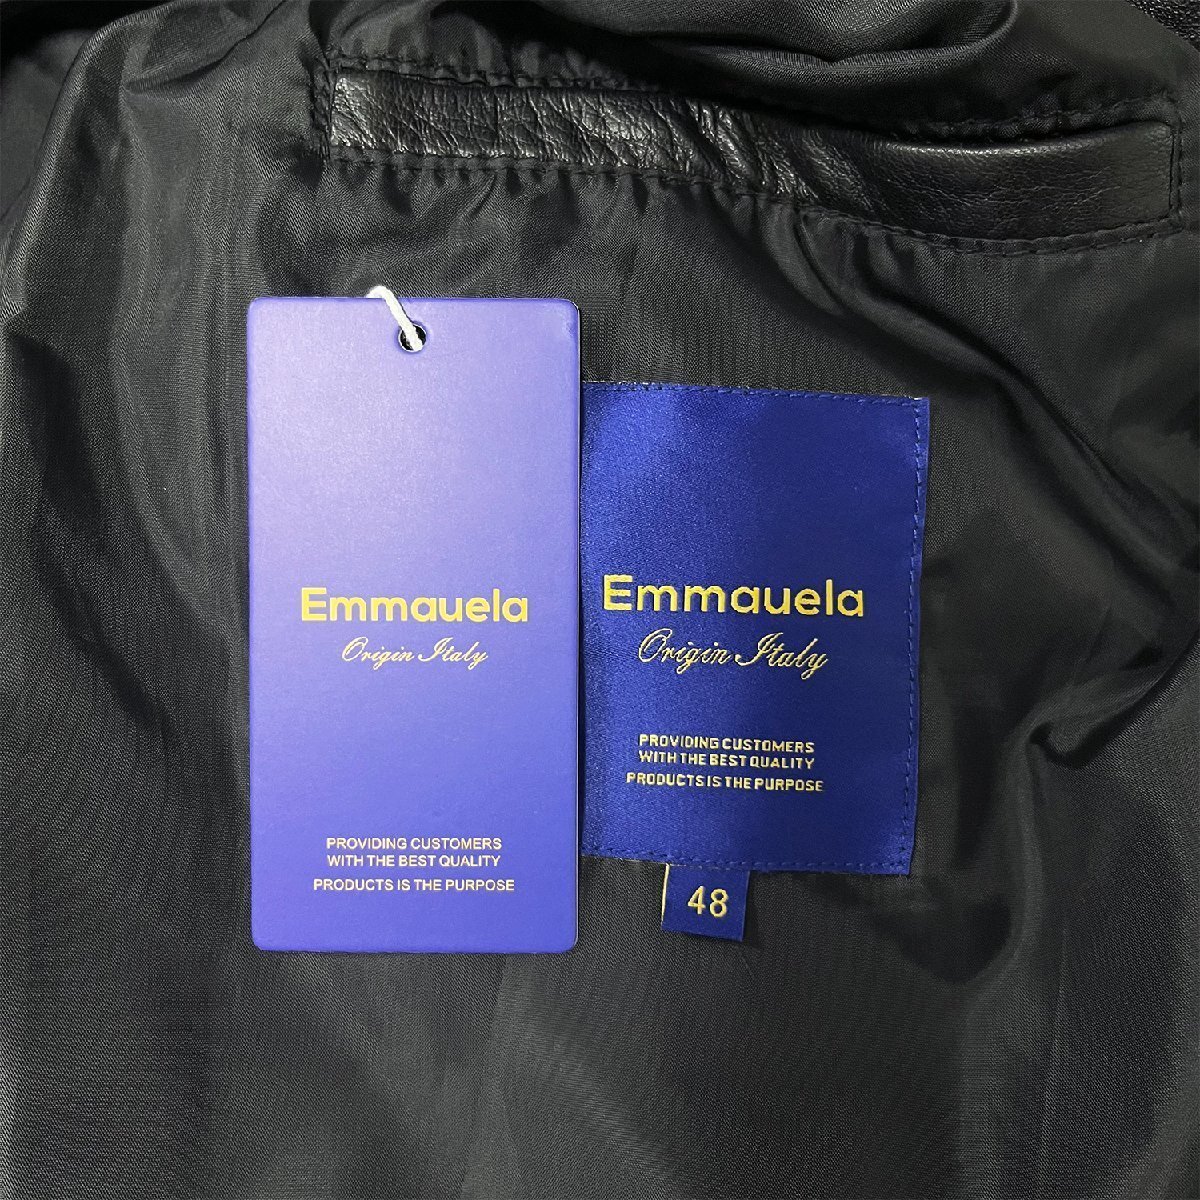 Emmauela
Origin Italy
PROVIDING CUSTOMERS
WITH THE BEST QUALITY
PRODUCTS IS THE PURPOSE
Emmauela
Origin Italy
PROVIDING CUSTOMERS
WITH THE BEST QUALITY
PRODUCTS IS THE PURPOSE
48